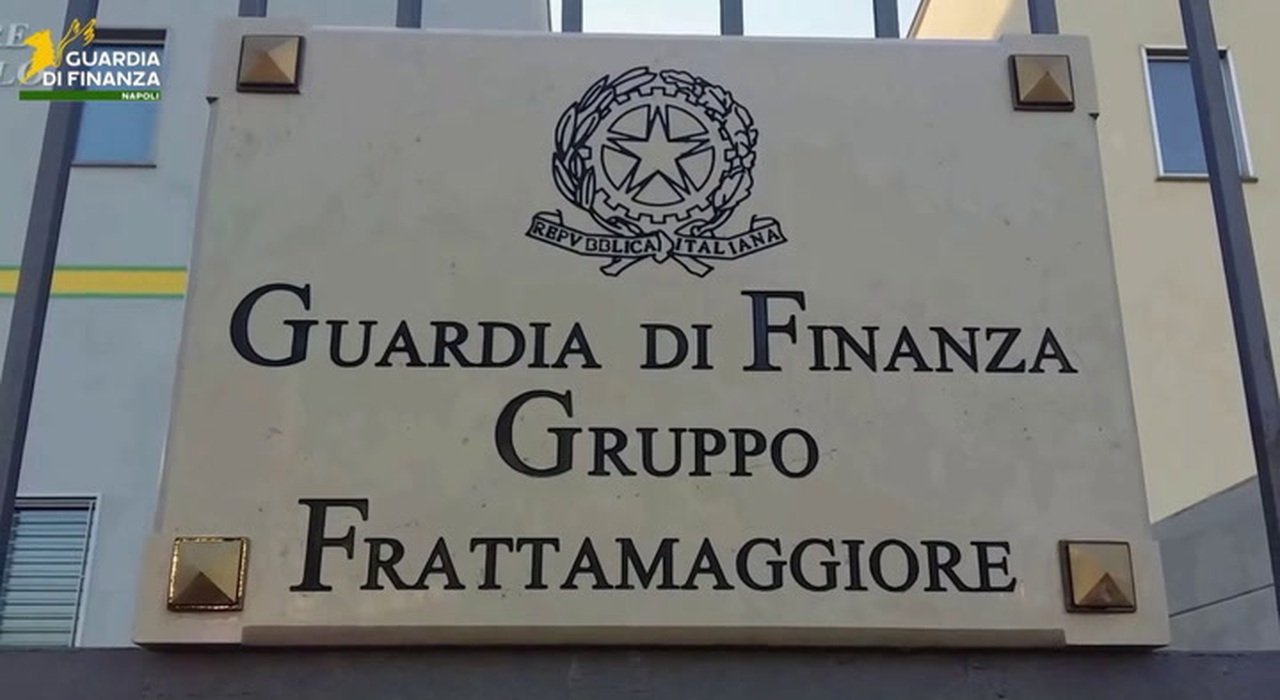 GUARDIA
DI FINANZA
NAPOLI
REPVBBLICA ITALIANA
GUARDIA DI FINANZA
GRUPPO
FRATTAMAGGIORE